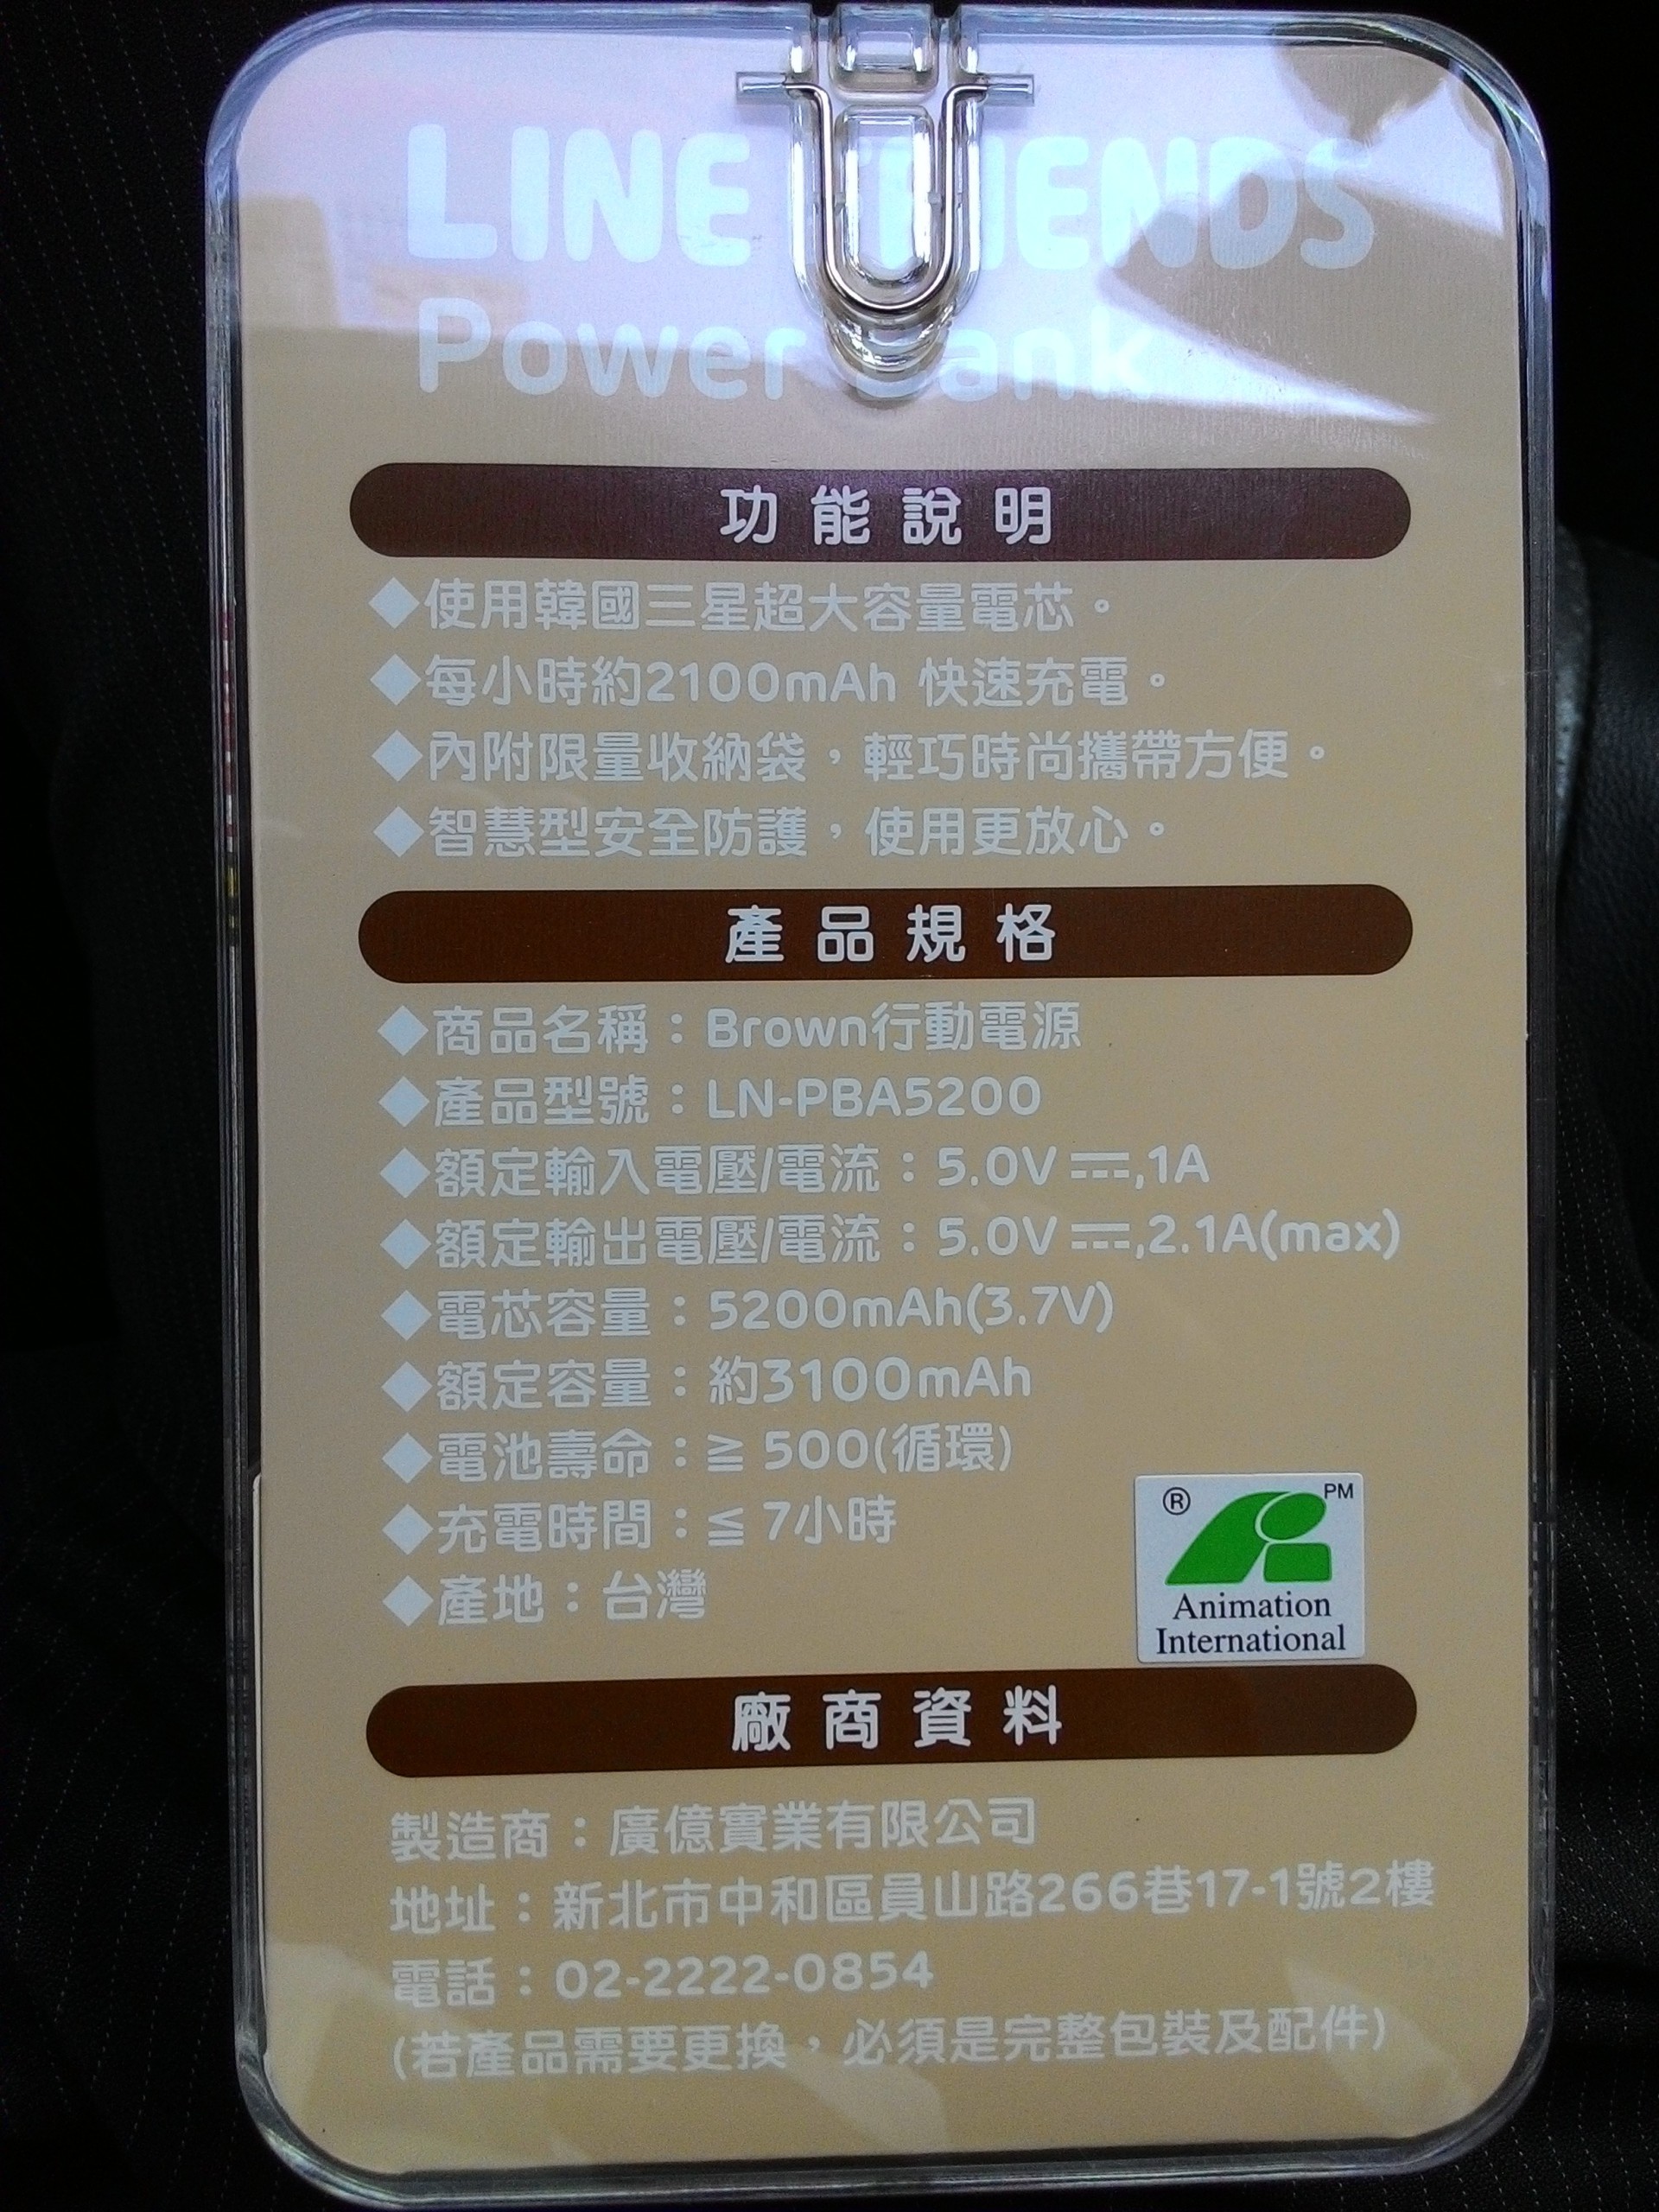 LINE FRIENDS
Power Bank
功能說明
◆使用韓國三星超大容量電芯。
◆每小時約2100mAh 快速充電。
◆內附限量收納袋，輕巧時尚攜帶方便。
◆智慧型安全防護，使用更放心。
產品規格
◆商品名稱：Brown行動電源
◆產品型號：LN-PBA5200
◆額定輸入電壓/電流：5.0V⎓,1A
◆額定輸出電壓/電流：5.0V⎓,2.1A(max)
◆電芯容量：5200mAh(3.7V)
◆額定容量：約3100mAh
◆電池壽命：≧ 500(循環)
◆充電時間：≦ 7小時
◆產地：台灣
® PM
Animation
International
廠商資料
製造商：廣億實業有限公司
地址：新北市中和區員山路266巷17-1號2樓
電話：02-2222-0854
(若產品需要更換，必須是完整包裝及配件)